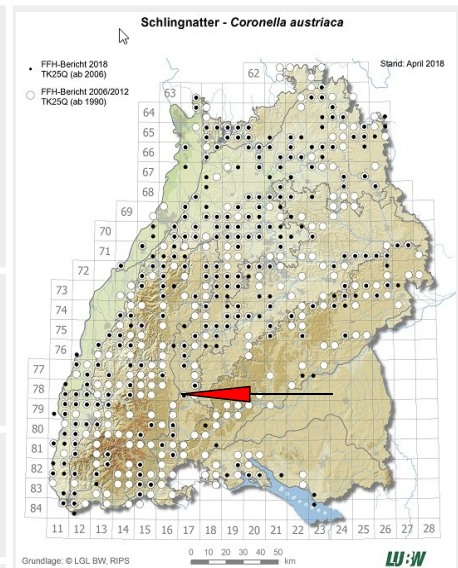 Schlingnatter - Coronella austriaca
FFH-Bericht 2018
TK25Q (ab 2006)
FFH-Bericht 2006/2012
TK25Q (ab 1990)
Stand: April 2018
62
63
64
65
66
67
68
69
70
71
72
73
74
75
76
77
78
79
80
81
82
83
84
11 12 13 14 15 16 17 18 19 20 21 22 23 24 25 26 27 28
0 10 20 30 40 50
km
Grundlage: © LGL BW, RIPS
LUBW